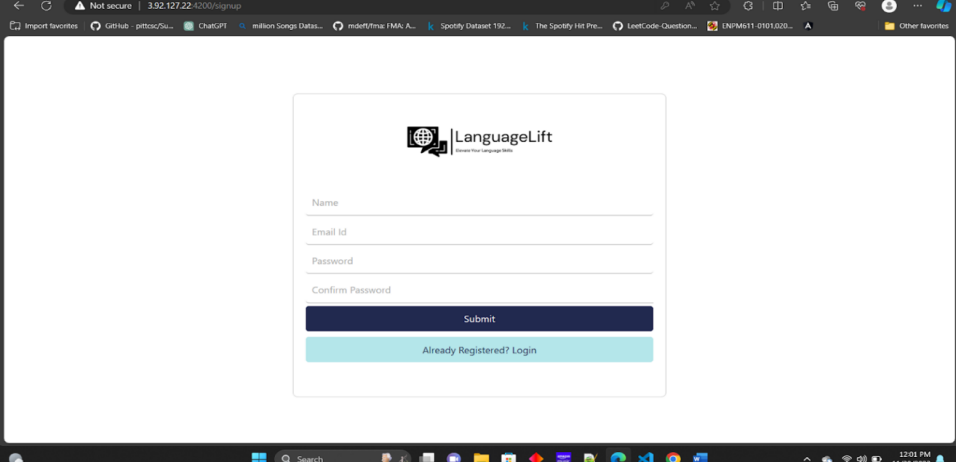 Not secure 3.92.127.22:4200/signup
Import favorites GitHub - pittcsc/Su... ChatGPT million Songs Datas... mdeff/fma: FMA: A... Spotify Dataset 192... The Spotify Hit Pre... LeetCode-Question... ENPM611-0101,020... Other favorites
LanguageLift
Elevate Your Language Skills
Name
Email Id
Password
Confirm Password
Submit
Already Registered? Login
Search
12:01 PM